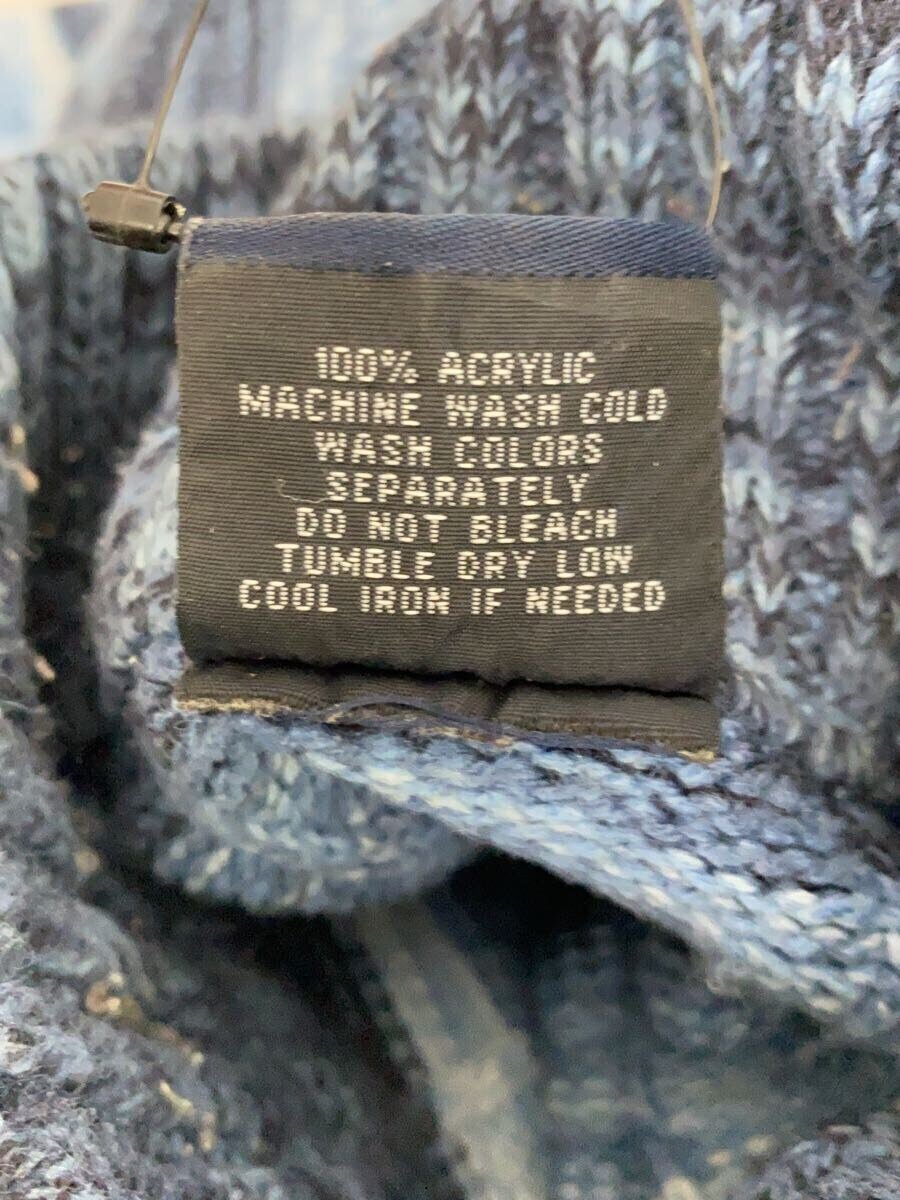 100% ACRYLIC
MACHINE WASH COLD
WASH COLORS
SEPARATELY
DO NOT BLEACH
TUMBLE DRY LOW
COOL IRON IF NEEDED